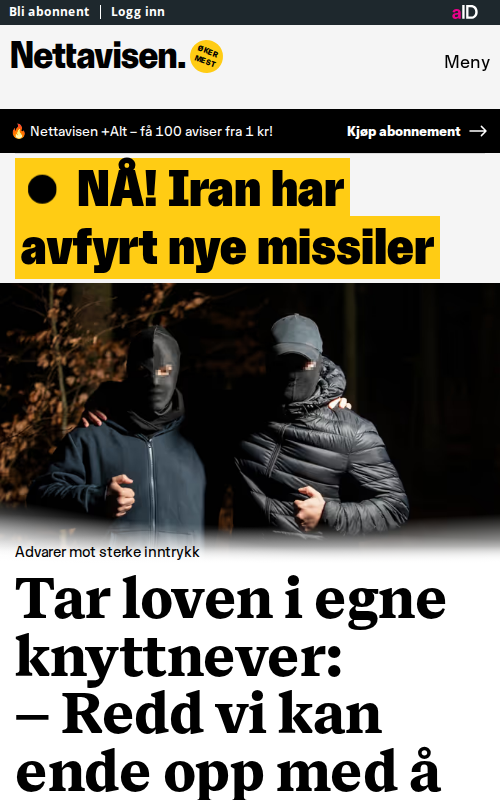 Bli abonnent | Logg inn
aID
Nettavisen.
ØKER
MEST
Meny
🔥 Nettavisen +Alt – få 100 aviser fra 1 kr!
Kjøp abonnement →
● NÅ! Iran har
avfyrt nye missiler
Advarer mot sterke inntrykk
Tar loven i egne
knyttnever:
– Redd vi kan
ende opp med å